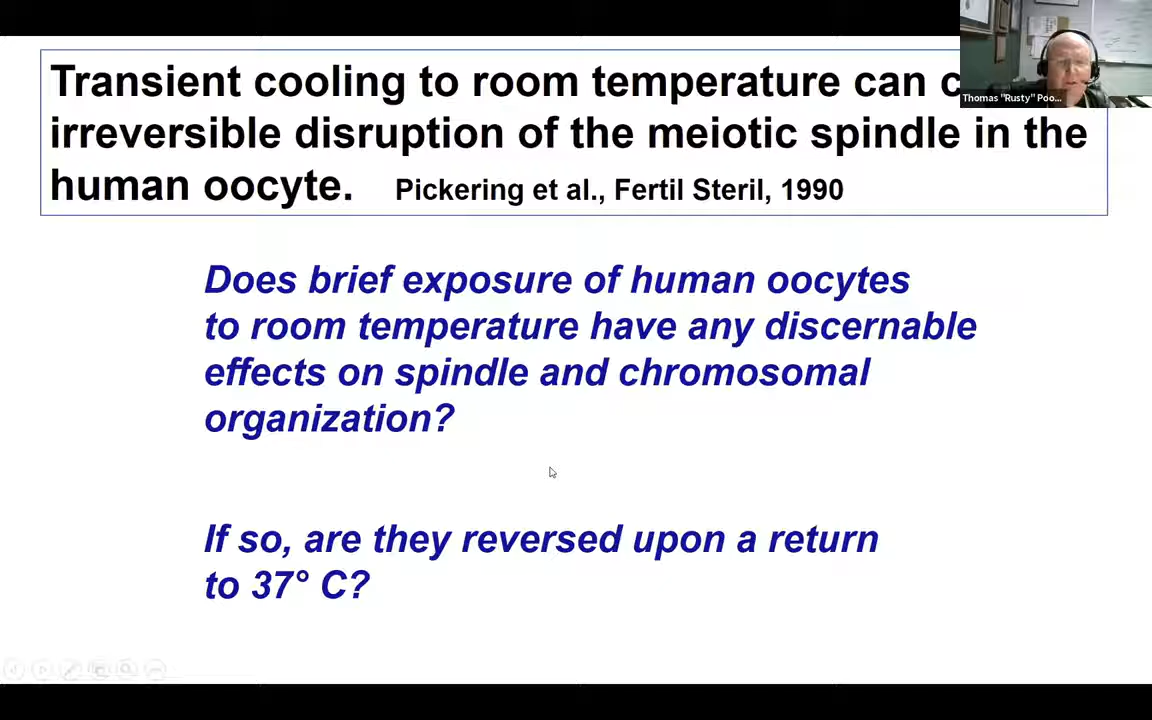 Transient cooling to room temperature can
irreversible disruption of the meiotic spindle in the
human oocyte. Pickering et al., Fertil Steril, 1990
Does brief exposure of human oocytes
to room temperature have any discernable
effects on spindle and chromosomal
organization?
If so, are they reversed upon a return
to 37° C?
Thomas "Rusty" Poo...